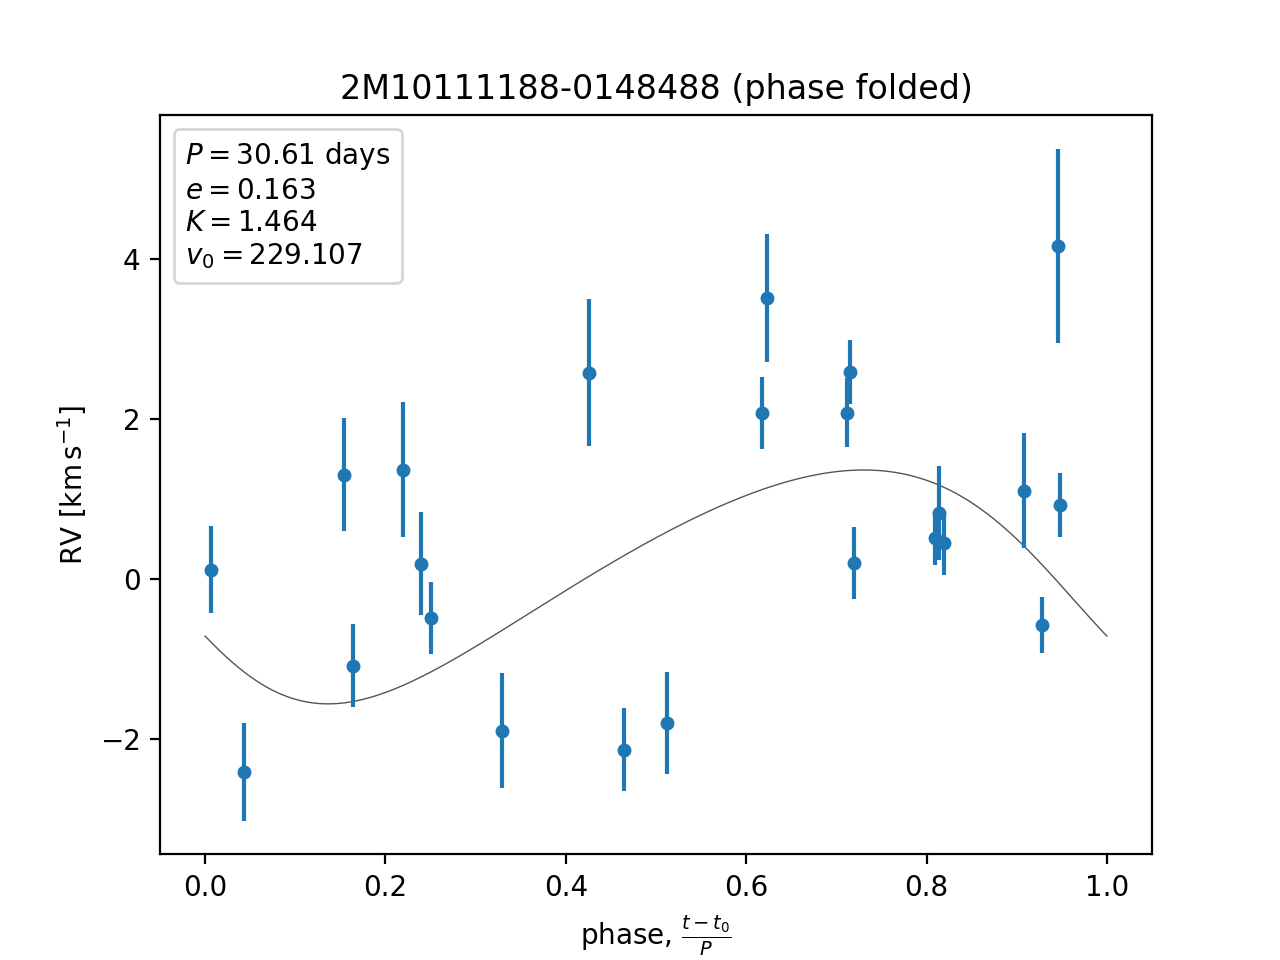 2M10111188-0148488 (phase folded)
P = 30.61 days
e = 0.163
K = 1.464
v₀ = 229.107
4
2
0
−2
RV [km s⁻¹]
0.0 0.2 0.4 0.6 0.8 1.0
phase, (t − t₀)/P